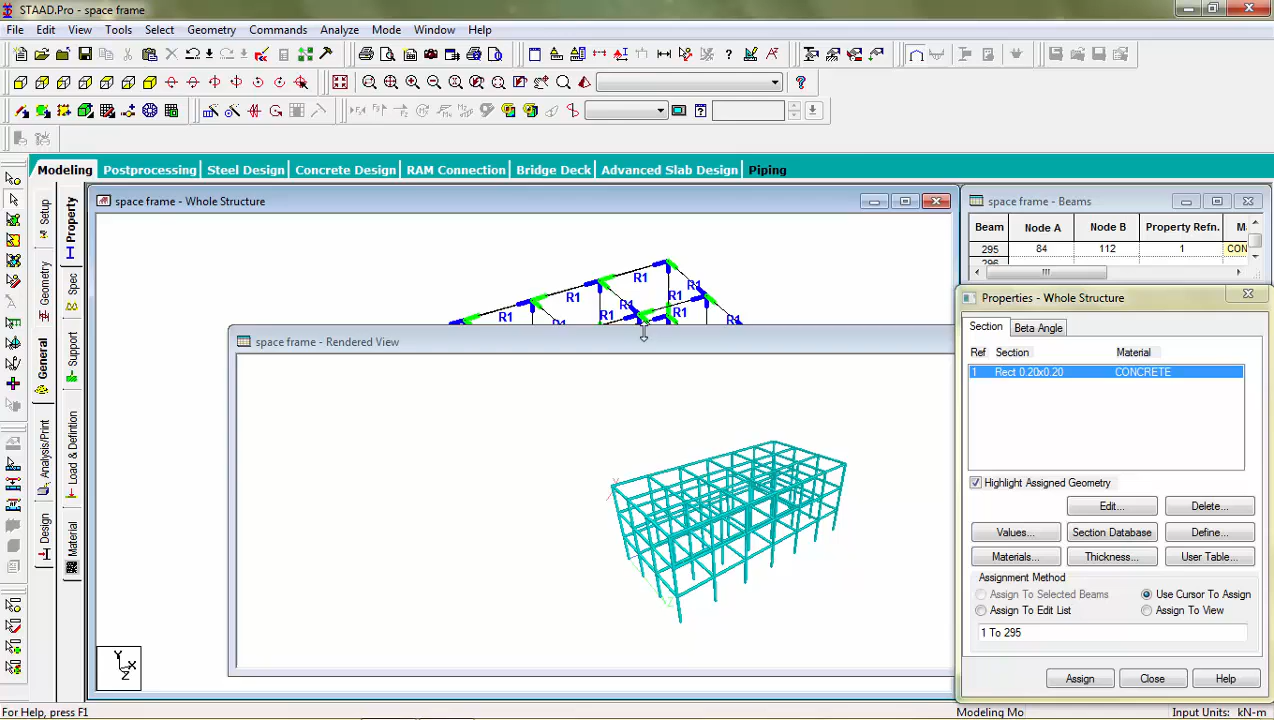 STAAD.Pro - space frame
File Edit View Tools Select Geometry Commands Analyze Mode Window Help
Modeling Postprocessing Steel Design Concrete Design RAM Connection Bridge Deck Advanced Slab Design Piping
space frame - Whole Structure
space frame - Beams
Beam Node A Node B Property Refn. M
295 84 112 1 CON
296
Setup
Geometry
General
Analysis/Print
Design
Property
Spec
Support
Load & Definition
Material
R1
R1
R1
R1
R1
R1
R1
R1
R1
space frame - Rendered View
Y
Z
Y
X
Z
Properties - Whole Structure
Section Beta Angle
Ref Section Material
1 Rect 0.20x0.20 CONCRETE
Highlight Assigned Geometry
Edit... Delete...
Values... Section Database Define...
Materials... Thickness... User Table...
Assignment Method
Assign To Selected Beams Use Cursor To Assign
Assign To Edit List Assign To View
1 To 295
Assign Close Help
For Help, press F1 Modeling Mo Input Units: kN-m